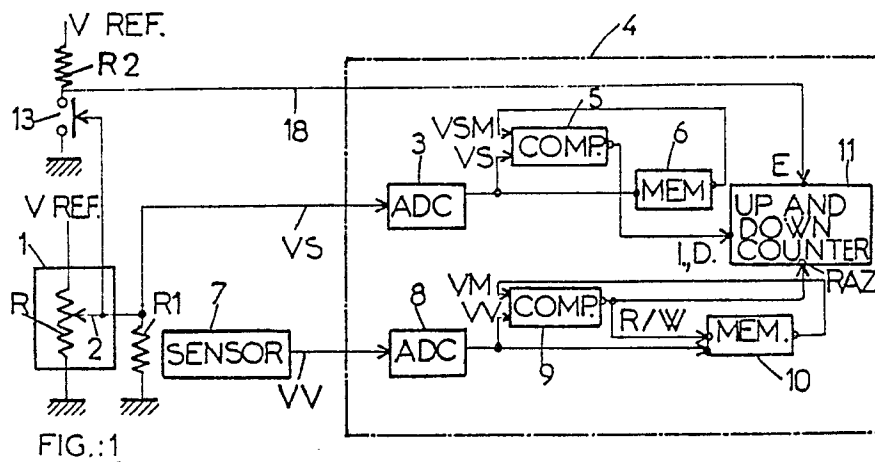 V REF.
R2
13
18
4
5
VSM
VS
COMP.
3
6
ADC
MEM
E
11
UP AND
DOWN
COUNTER
I,D.
RAZ
V REF.
1
R
2
VS
R1
7
SENSOR
VV
8
ADC
VM
VV
COMP.
9
R/W
MEM.
10
FIG.:1